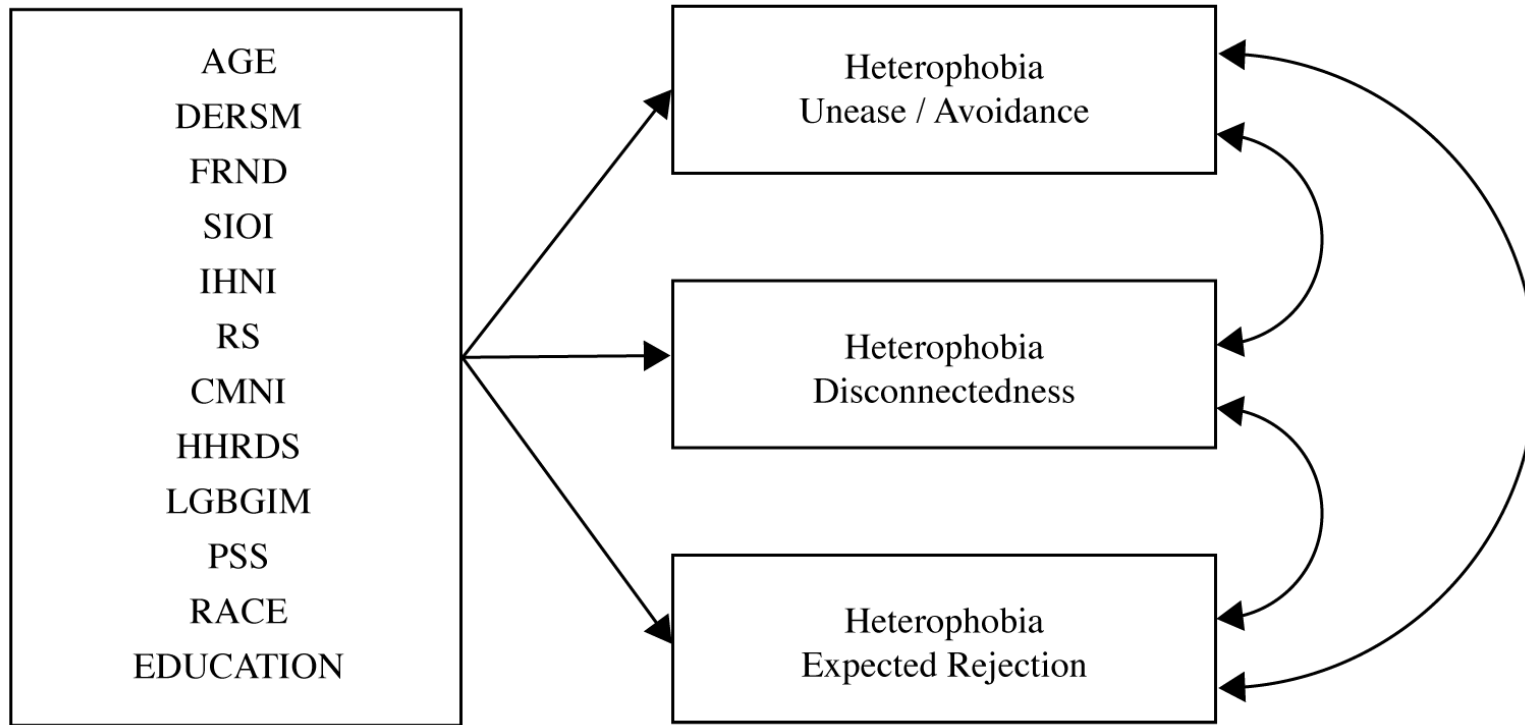 AGE
DERSM
FRND
SIOI
IHNI
RS
CMNI
HHRDS
LGBGIM
PSS
RACE
EDUCATION
Heterophobia
Unease / Avoidance
Heterophobia
Disconnectedness
Heterophobia
Expected Rejection